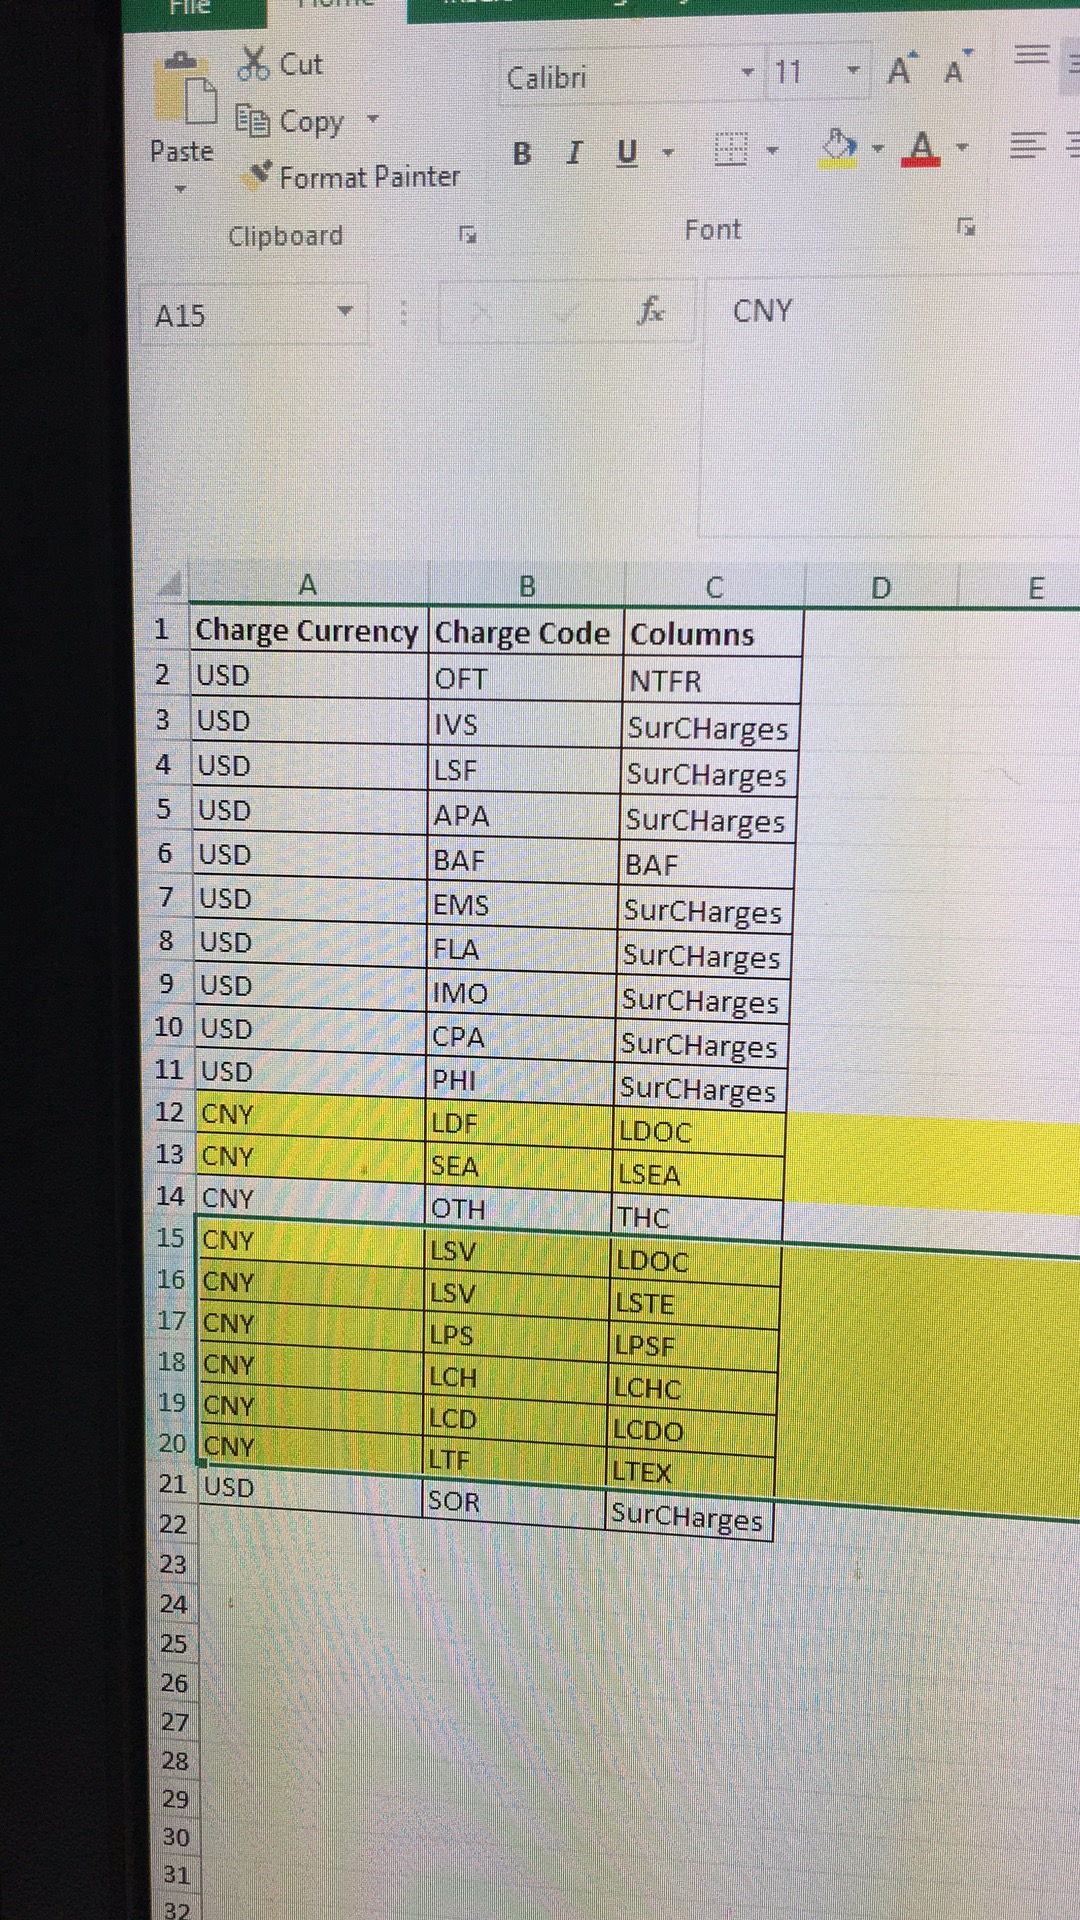 File
Cut
Calibri 11 A A
Copy
Paste
B I U A
Format Painter
Clipboard Font
A15 fx CNY
A B C D E
1 Charge Currency Charge Code Columns
2 USD OFT NTFR
3 USD IVS SurCHarges
4 USD LSF SurCHarges
5 USD APA SurCHarges
6 USD BAF BAF
7 USD EMS SurCHarges
8 USD FLA SurCHarges
9 USD IMO SurCHarges
10 USD CPA SurCHarges
11 USD PHI SurCHarges
12 CNY LDF LDOC
13 CNY SEA LSEA
14 CNY OTH THC
15 CNY LSV LDOC
16 CNY LSV LSTE
17 CNY LPS LPSF
18 CNY LCH LCHC
19 CNY LCD LCDO
20 CNY LTF LTEX
21 USD SOR SurCHarges
22
23
24
25
26
27
28
29
30
31
32